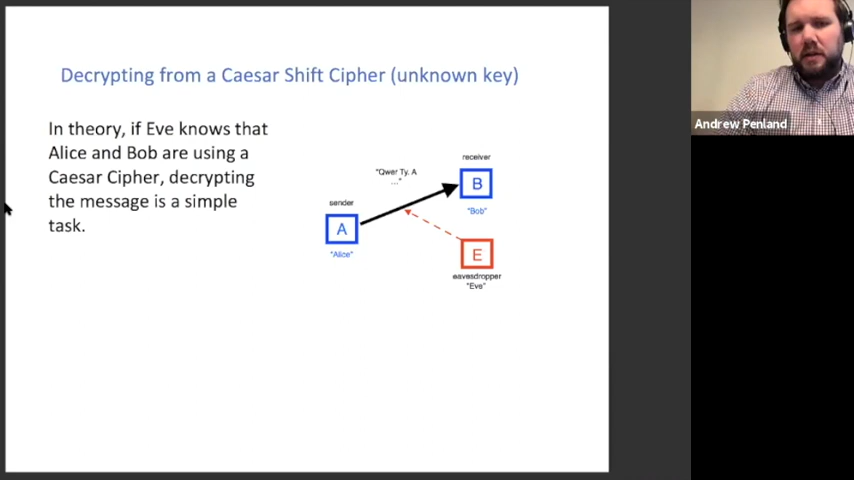 Decrypting from a Caesar Shift Cipher (unknown key)
In theory, if Eve knows that
Alice and Bob are using a
Caesar Cipher, decrypting
the message is a simple
task.
receiver
"Qwer Ty. A
..."
B
"Bob"
sender
A
"Alice"
E
eavesdropper
"Eve"
Andrew Penland